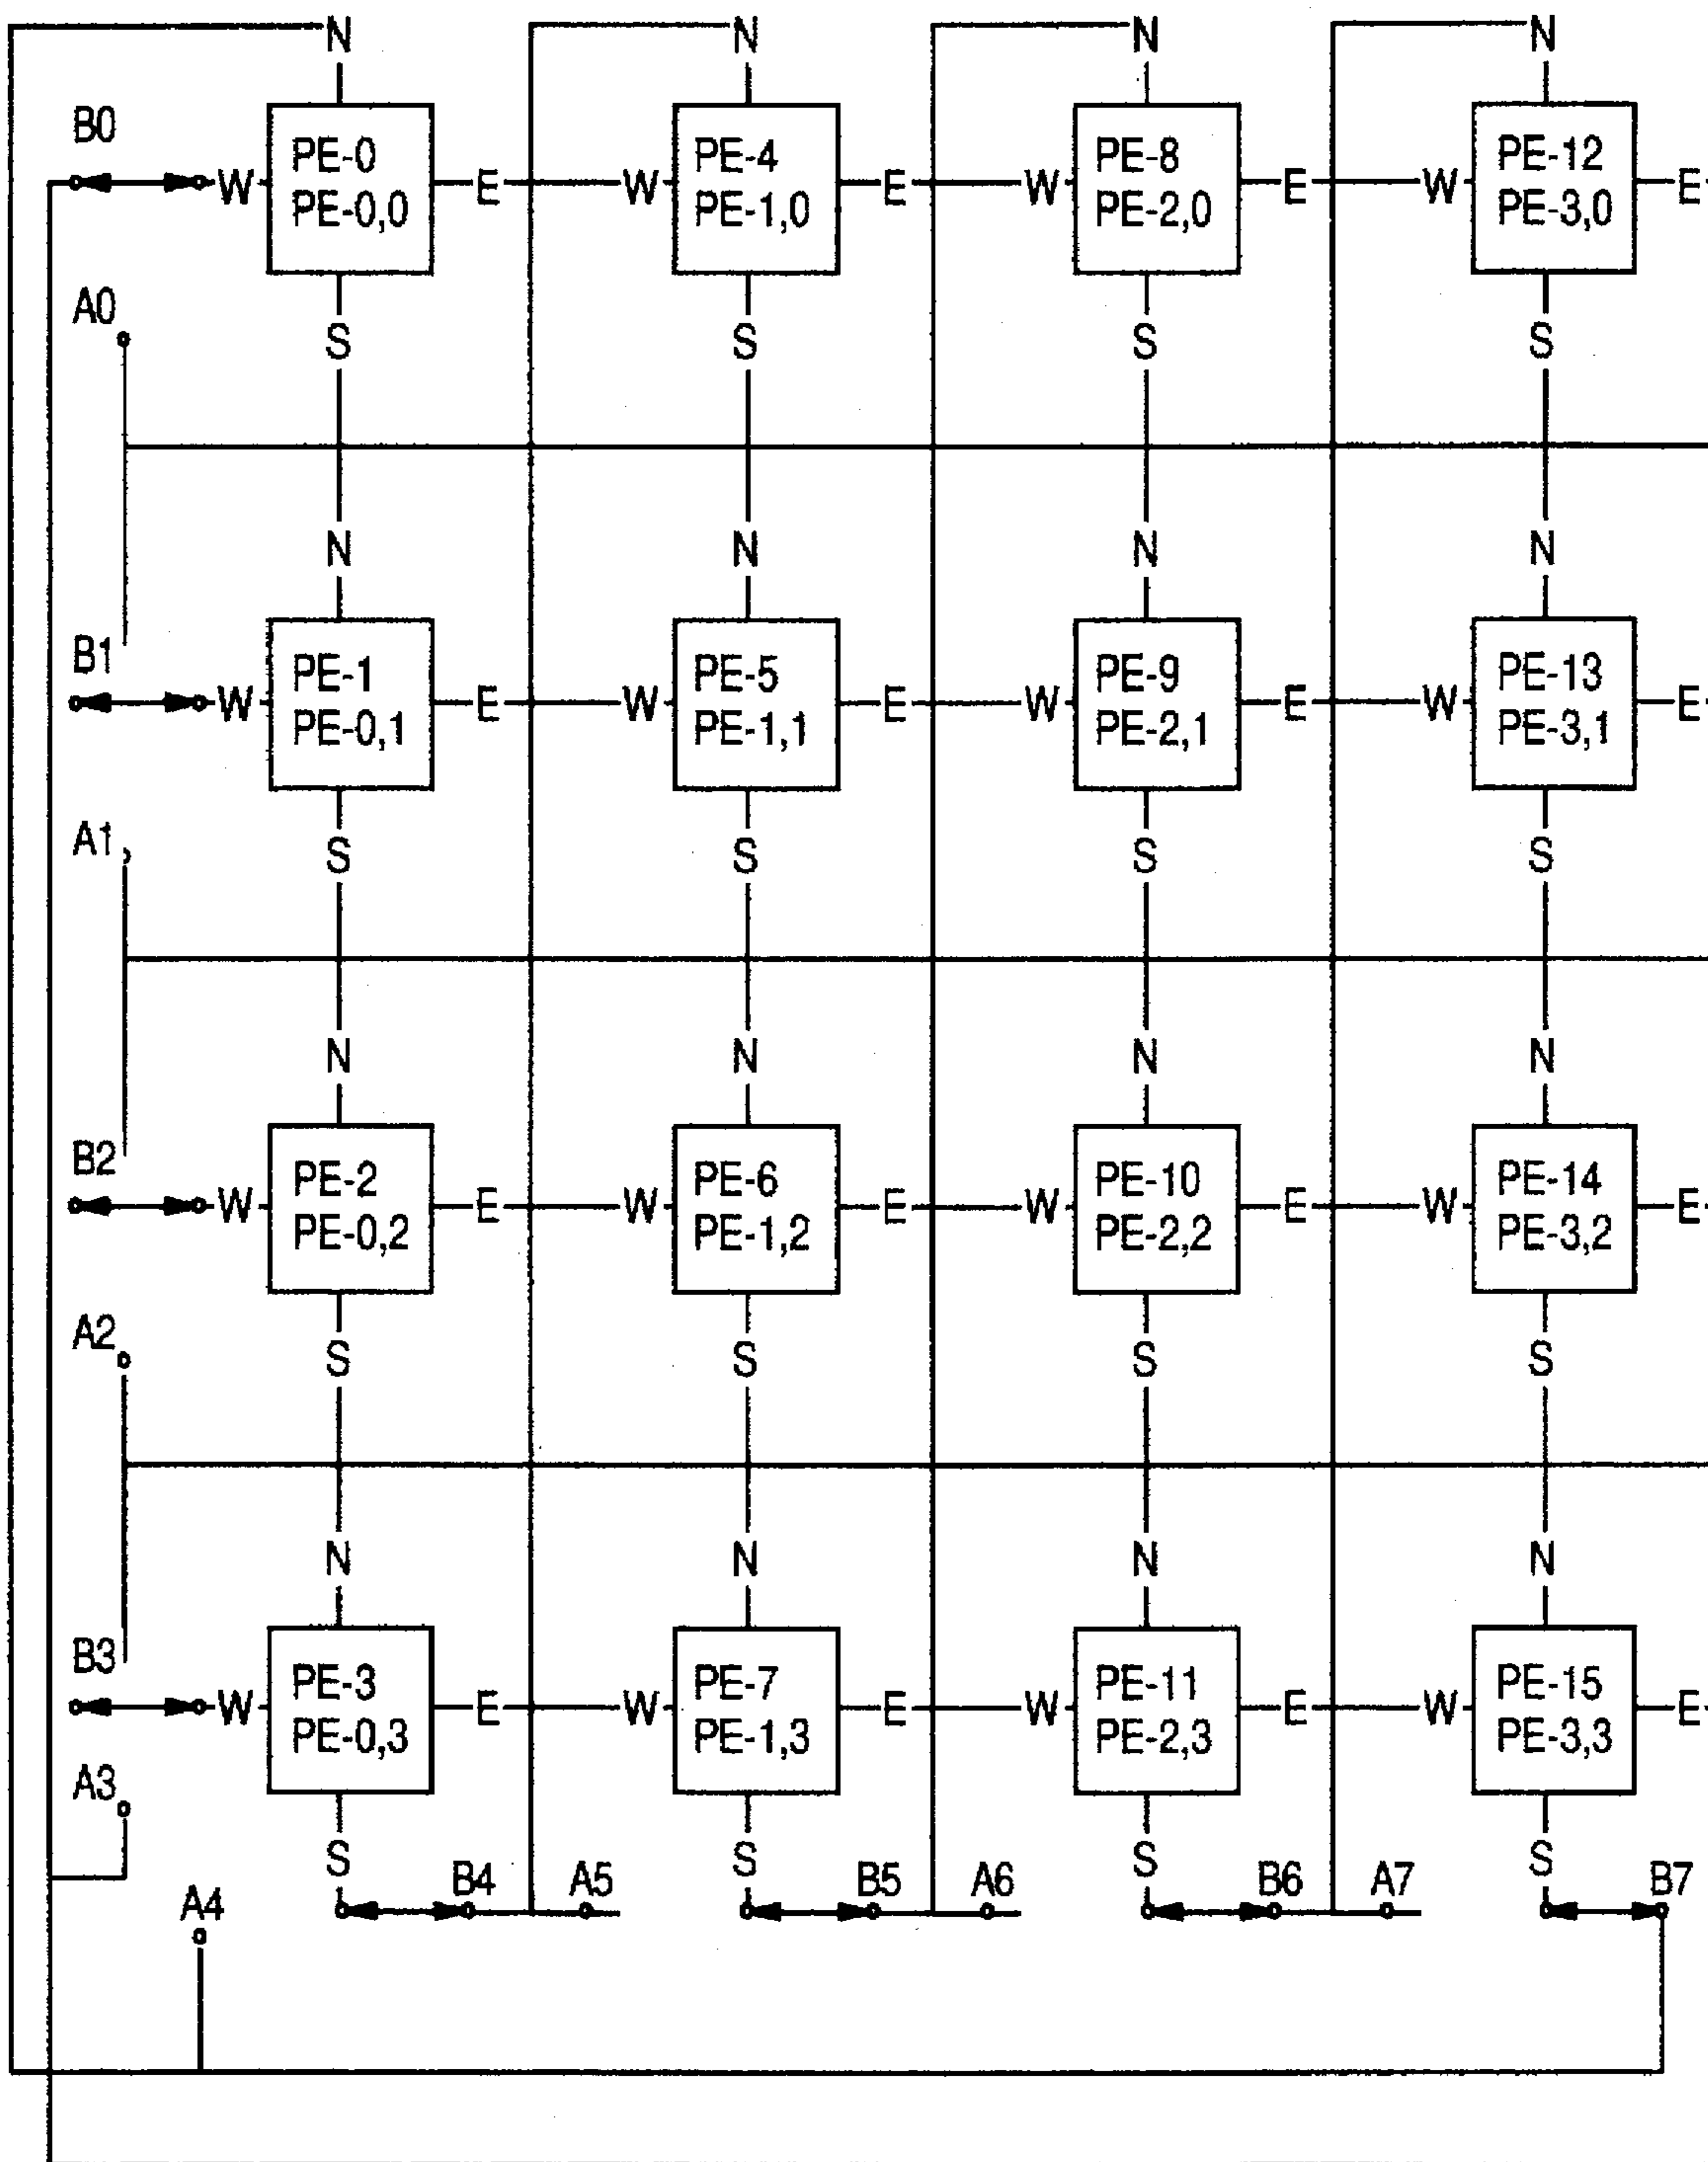 N N N N
B0
W PE-0 E W PE-4 E W PE-8 E W PE-12 E
PE-0,0 PE-1,0 PE-2,0 PE-3,0
A0
S S S S
N N N N
B1
W PE-1 E W PE-5 E W PE-9 E W PE-13 E
PE-0,1 PE-1,1 PE-2,1 PE-3,1
A1
S S S S
N N N N
B2
W PE-2 E W PE-6 E W PE-10 E W PE-14 E
PE-0,2 PE-1,2 PE-2,2 PE-3,2
A2
S S S S
N N N N
B3
W PE-3 E W PE-7 E W PE-11 E W PE-15 E
PE-0,3 PE-1,3 PE-2,3 PE-3,3
A3
S S S S
A4 B4 A5 B5 A6 B6 A7 B7